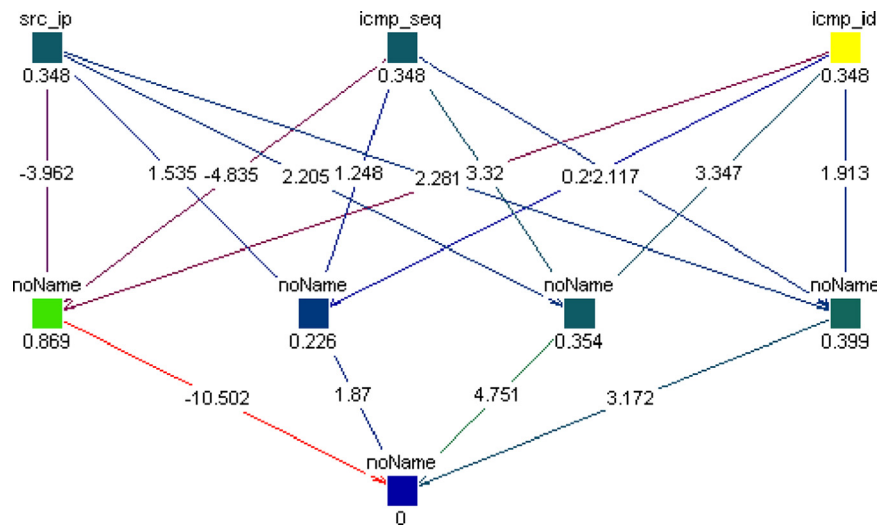 src_ip icmp_seq icmp_id
0.348 0.348 0.348
-3.962 1.535 -4.835 2.205 1.248 2.281 3.32 2.117 3.347 1.913
noName noName noName noName
0.869 0.226 0.354 0.399
-10.502 1.87 4.751 3.172
noName
0